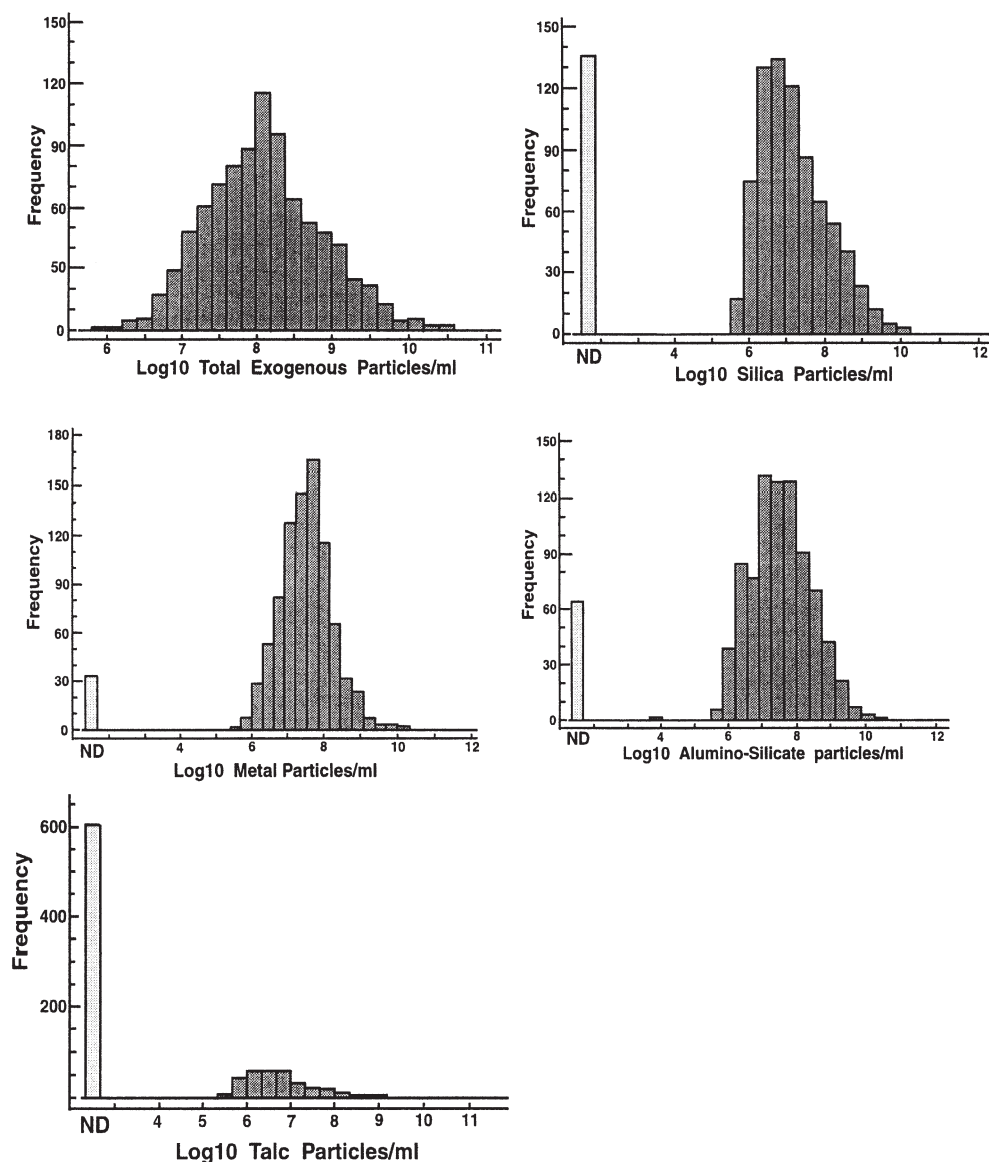 150
120
90
60
50
0
Frequency
6 7 8 9 10 11
Log10 Total Exogenous Particles/ml
150
120
90
60
30
0
Frequency
ND 4 6 8 10 12
Log10 Silica Particles/ml
180
150
120
90
60
30
0
Frequency
ND 4 6 8 10 12
Log10 Metal Particles/ml
150
120
90
60
30
0
Frequency
ND 4 6 8 10 12
Log10 Alumino-Silicate particles/ml
600
400
200
Frequency
ND 4 5 6 7 8 9 10 11
Log10 Talc Particles/ml